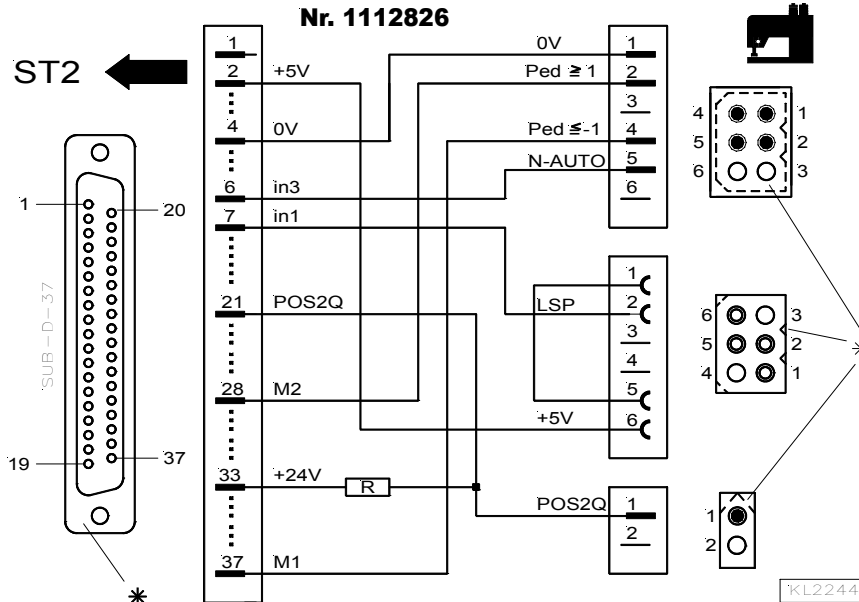 Nr. 1112826
ST2
SUB-D-37
1
20
19
37
1
2 +5V
4 0V
6 in3
7 in1
21 POS2Q
28 M2
33 +24V
R
37 M1
0V 1
Ped ≧ 1 2
3
Ped ≦-1 4
N-AUTO 5
6
1
LSP 2
3
4
5
+5V 6
POS2Q 1
2
4 1
5 2
6 3
6 3
5 2
4 1
1
2
*
*
KL2244